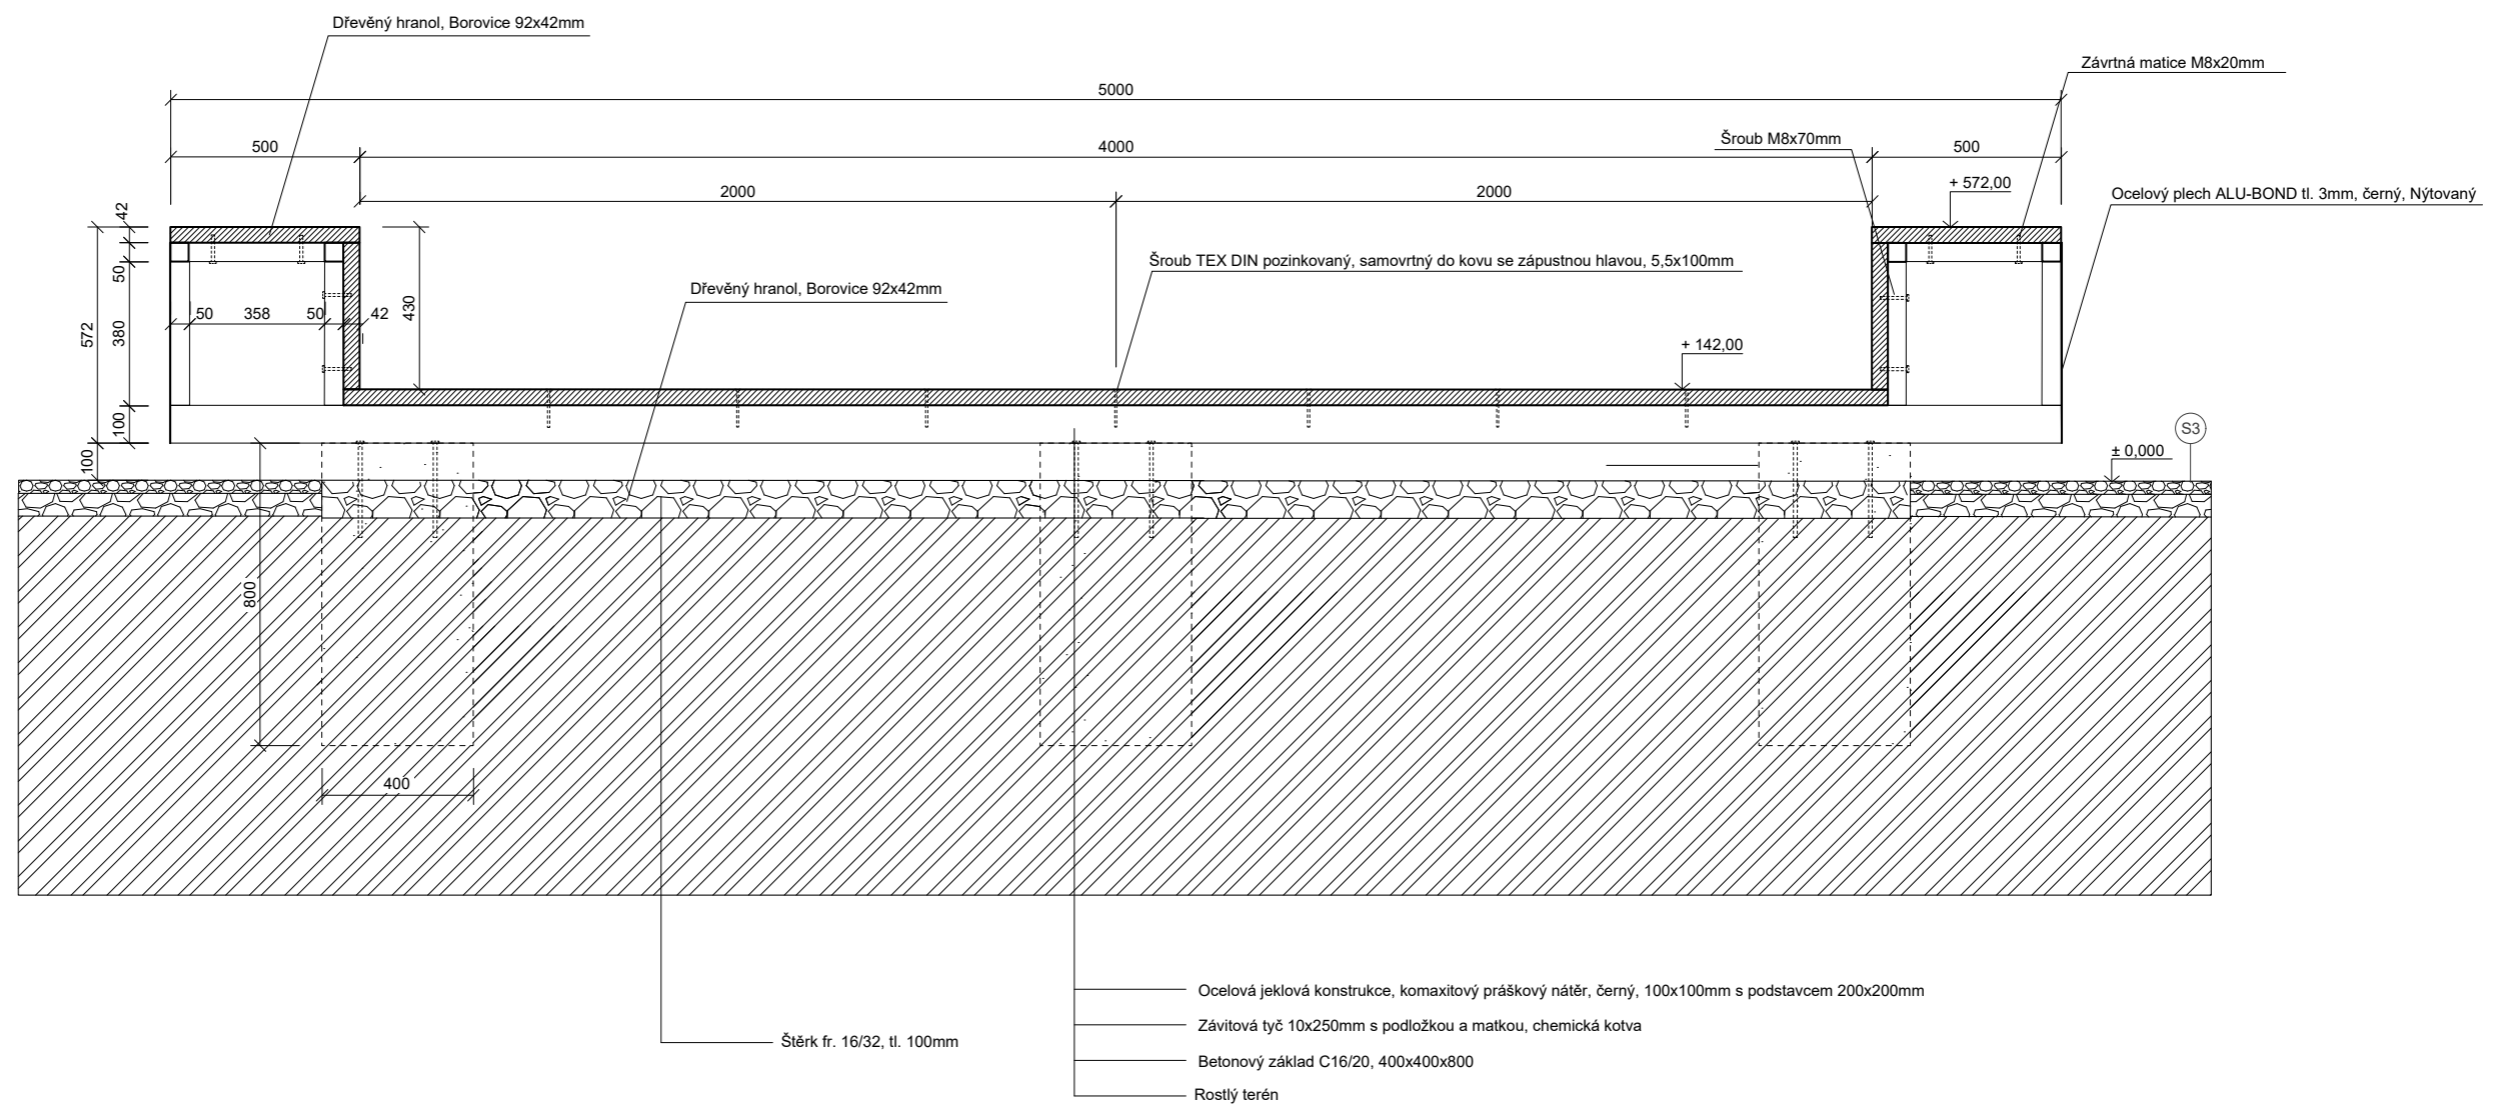 Dřevěný hranol, Borovice 92x42mm
Závrtná matice M8x20mm
5000
Šroub M8x70mm
500
4000
500
2000
2000
+ 572,00
Ocelový plech ALU-BOND tl. 3mm, černý, Nýtovaný
42
Šroub TEX DIN pozinkovaný, samovrtný do kovu se zápustnou hlavou, 5,5x100mm
50
Dřevěný hranol, Borovice 92x42mm
430
50
358
50
42
572
380
+ 142,00
100
S3
± 0,000
100
800
400
Ocelová jeklová konstrukce, komaxitový práškový nátěr, černý, 100x100mm s podstavcem 200x200mm
Závitová tyč 10x250mm s podložkou a matkou, chemická kotva
Štěrk fr. 16/32, tl. 100mm
Betonový základ C16/20, 400x400x800
Rostlý terén